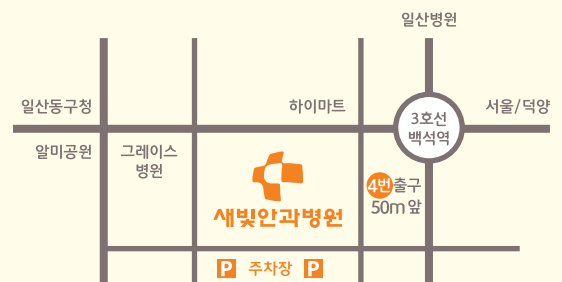 일산병원
일산동구청
하이마트
3호선
백석역
서울/덕양
알미공원
그레이스
병원
4번출구
50m 앞
새빛안과병원
P 주차장 P